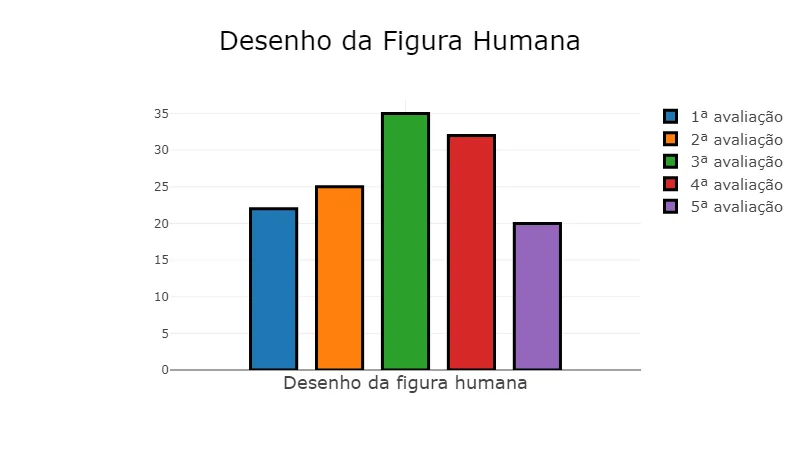 Desenho da Figura Humana
35
30
25
20
15
10
5
0
Desenho da figura humana
1ª avaliação
2ª avaliação
3ª avaliação
4ª avaliação
5ª avaliação